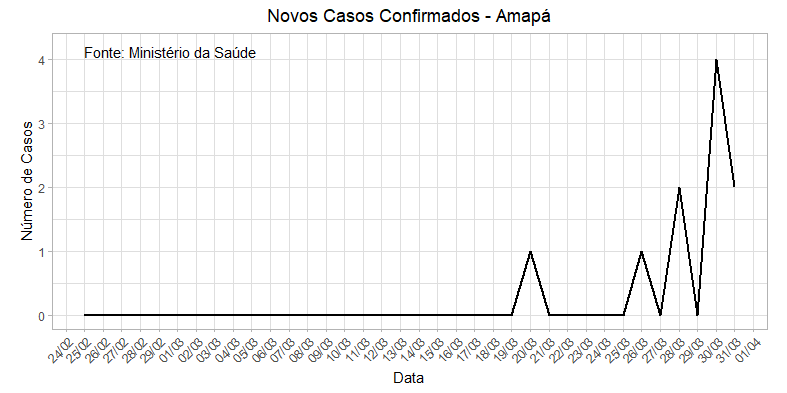 Novos Casos Confirmados - Amapá
Fonte: Ministério da Saúde
Número de Casos
4
3
2
1
0
24/02 25/02 26/02 27/02 28/02 29/02 01/03 02/03 03/03 04/03 05/03 06/03 07/03 08/03 09/03 10/03 11/03 12/03 13/03 14/03 15/03 16/03 17/03 18/03 19/03 20/03 21/03 22/03 23/03 24/03 25/03 26/03 27/03 28/03 29/03 30/03 31/03 01/04
Data